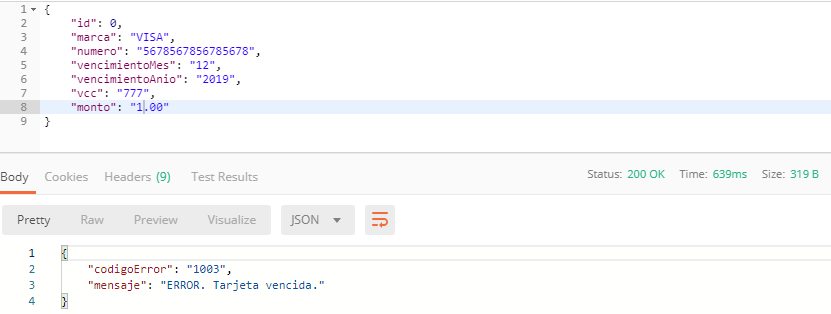 1 {
2 "id": 0,
3 "marca": "VISA",
4 "numero": "5678567856785678",
5 "vencimientoMes": "12",
6 "vencimientoAnio": "2019",
7 "vcc": "777",
8 "monto": "1.00"
9 }
Body Cookies Headers (9) Test Results Status: 200 OK Time: 639ms Size: 319 B
Pretty Raw Preview Visualize JSON
1 {
2 "codigoError": "1003",
3 "mensaje": "ERROR. Tarjeta vencida."
4 }